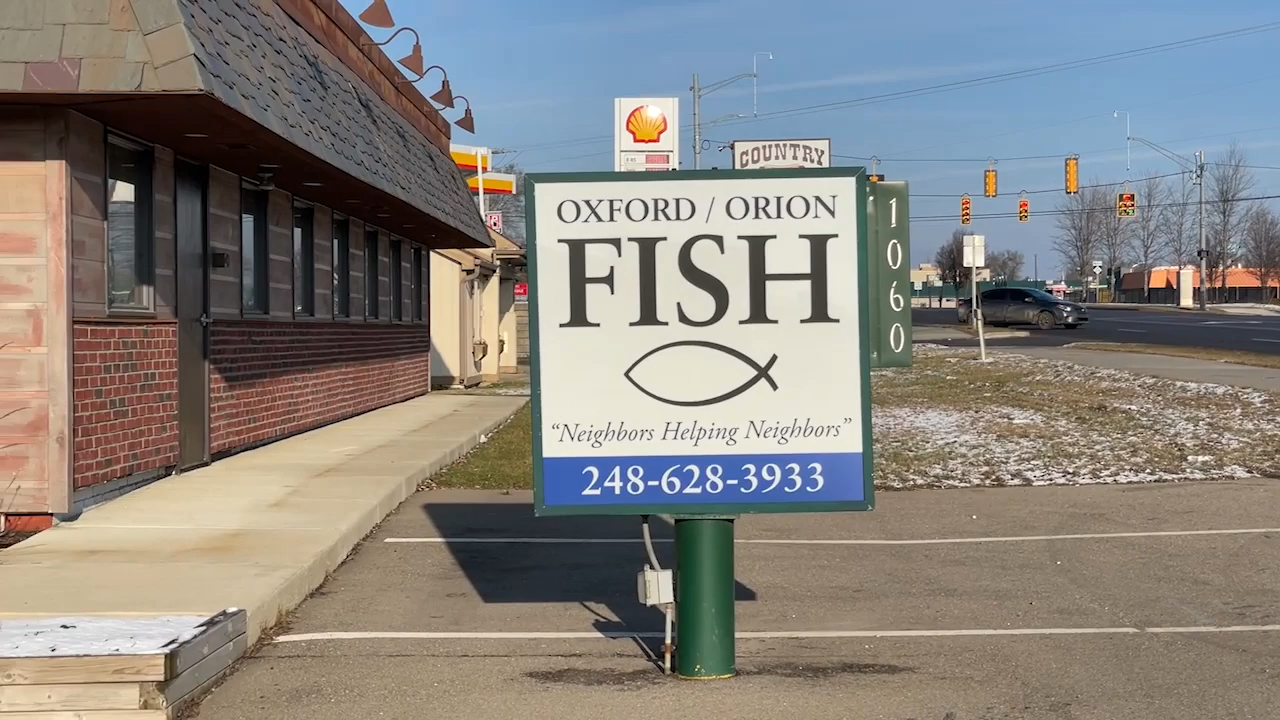 COUNTRY
OXFORD / ORION
FISH
"Neighbors Helping Neighbors"
248-628-3933
1060